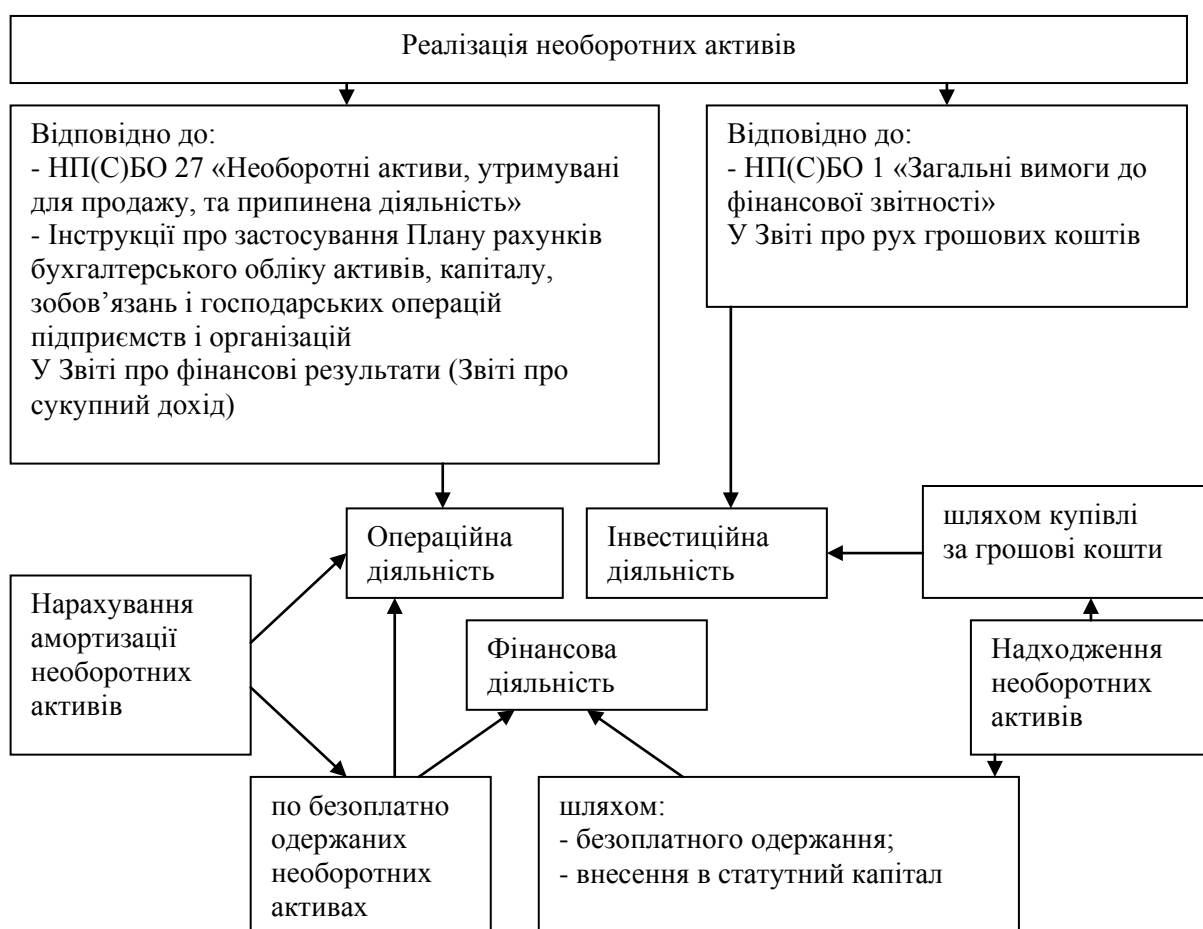 Реалізація необоротних активів
Відповідно до:
- НП(С)БО 27 «Необоротні активи, утримувані
для продажу, та припинена діяльність»
- Інструкції про застосування Плану рахунків
бухгалтерського обліку активів, капіталу,
зобов’язань і господарських операцій
підприємств і організацій
У Звіті про фінансові результати (Звіті про
сукупний дохід)
Відповідно до:
- НП(С)БО 1 «Загальні вимоги до
фінансової звітності»
У Звіті про рух грошових коштів
Операційна
діяльність
Інвестиційна
діяльність
шляхом купівлі
за грошові кошти
Нарахування
амортизації
необоротних
активів
Фінансова
діяльність
Надходження
необоротних
активів
по безоплатно
одержаних
необоротних
активах
шляхом:
- безоплатного одержання;
- внесення в статутний капітал